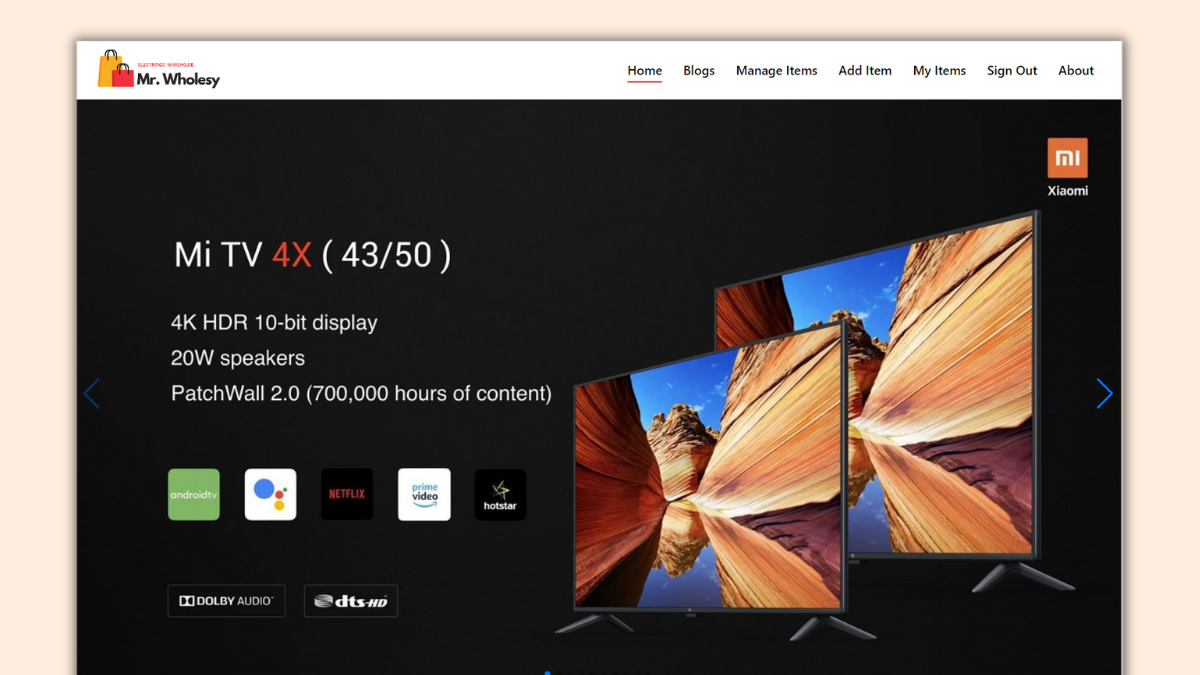 ELECTRONICS WAREHOUSE
Mr. Wholesy
Home Blogs Manage Items Add Item My Items Sign Out About
mi
Xiaomi
Mi TV 4X ( 43/50 )
4K HDR 10-bit display
20W speakers
PatchWall 2.0 (700,000 hours of content)
androidtv
NETFLIX
prime
video
hotstar
DOLBY AUDIO™
dts-HD